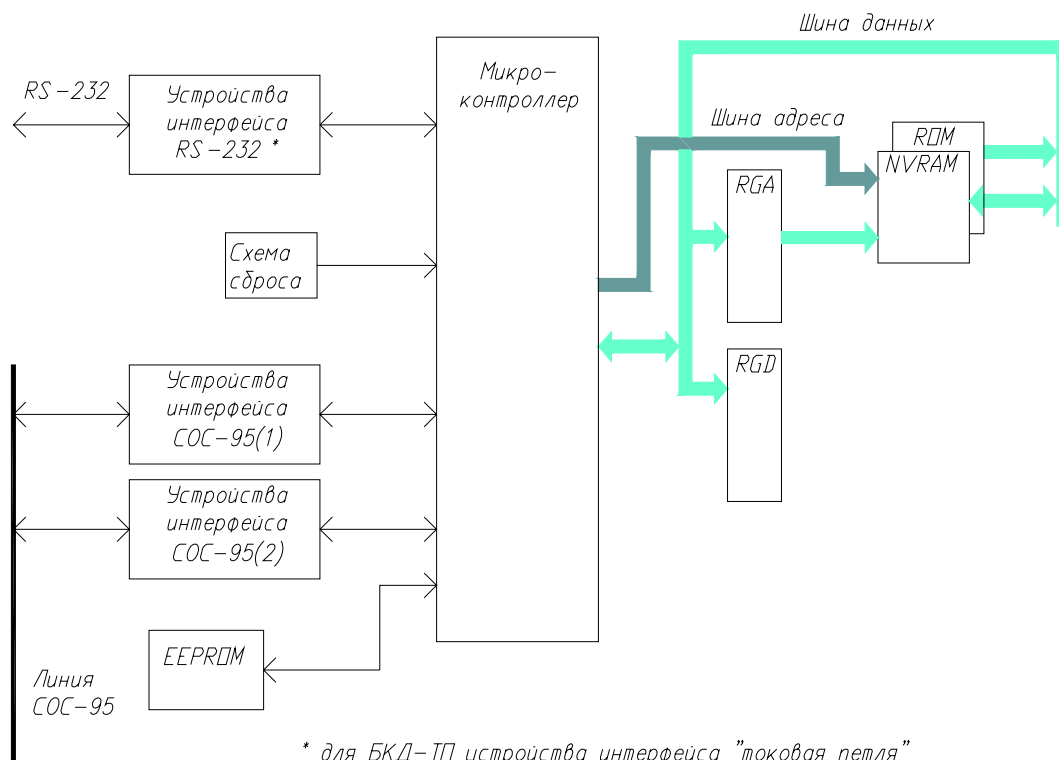 Шина данных
RS-232
Устройства
интерфейса
RS-232 *
Микро-
контроллер
Шина адреса
ROM
NVRAM
RGA
Схема
сброса
RGD
Устройства
интерфейса
СОС-95(1)
Устройства
интерфейса
СОС-95(2)
EEPROM
Линия
СОС-95
* для БКД-ТП устройства интерфейса "токовая петля"